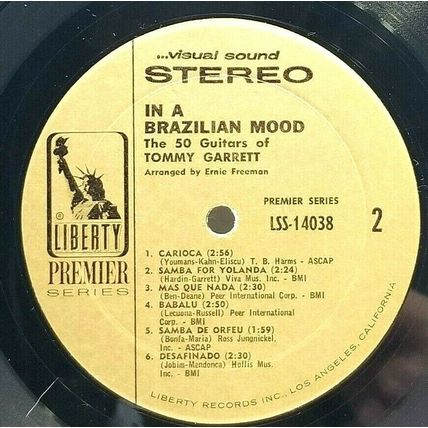 ...visual sound
STEREO
IN A
BRAZILIAN MOOD
The 50 Guitars of
TOMMY GARRETT
Arranged by Ernie Freeman
PREMIER SERIES
LSS-14038
2
®
LIBERTY
PREMIER
SERIES
1. CARIOCA (2:56)
(Youmans-Kahn-Eliscu) T. B. Harms - ASCAP
2. SAMBA FOR YOLANDA (2:24)
(Hardin-Garrett) Viva Mus. Inc. - BMI
3. MAS QUE NADA (2:30)
(Ben-Deane) Peer International Corp. - BMI
4. BABALU (2:50)
(Lecuona-Russell) Peer International
Corp. - BMI
5. SAMBA DE ORFEU (1:59)
(Bonfa-Maria) Ross Jungnickel,
Inc. - ASCAP
6. DESAFINADO (2:30)
(Jobim-Mendonca) Hollis Mus.
Inc. - BMI
LIBERTY RECORDS INC., LOS ANGELES, CALIFORNIA